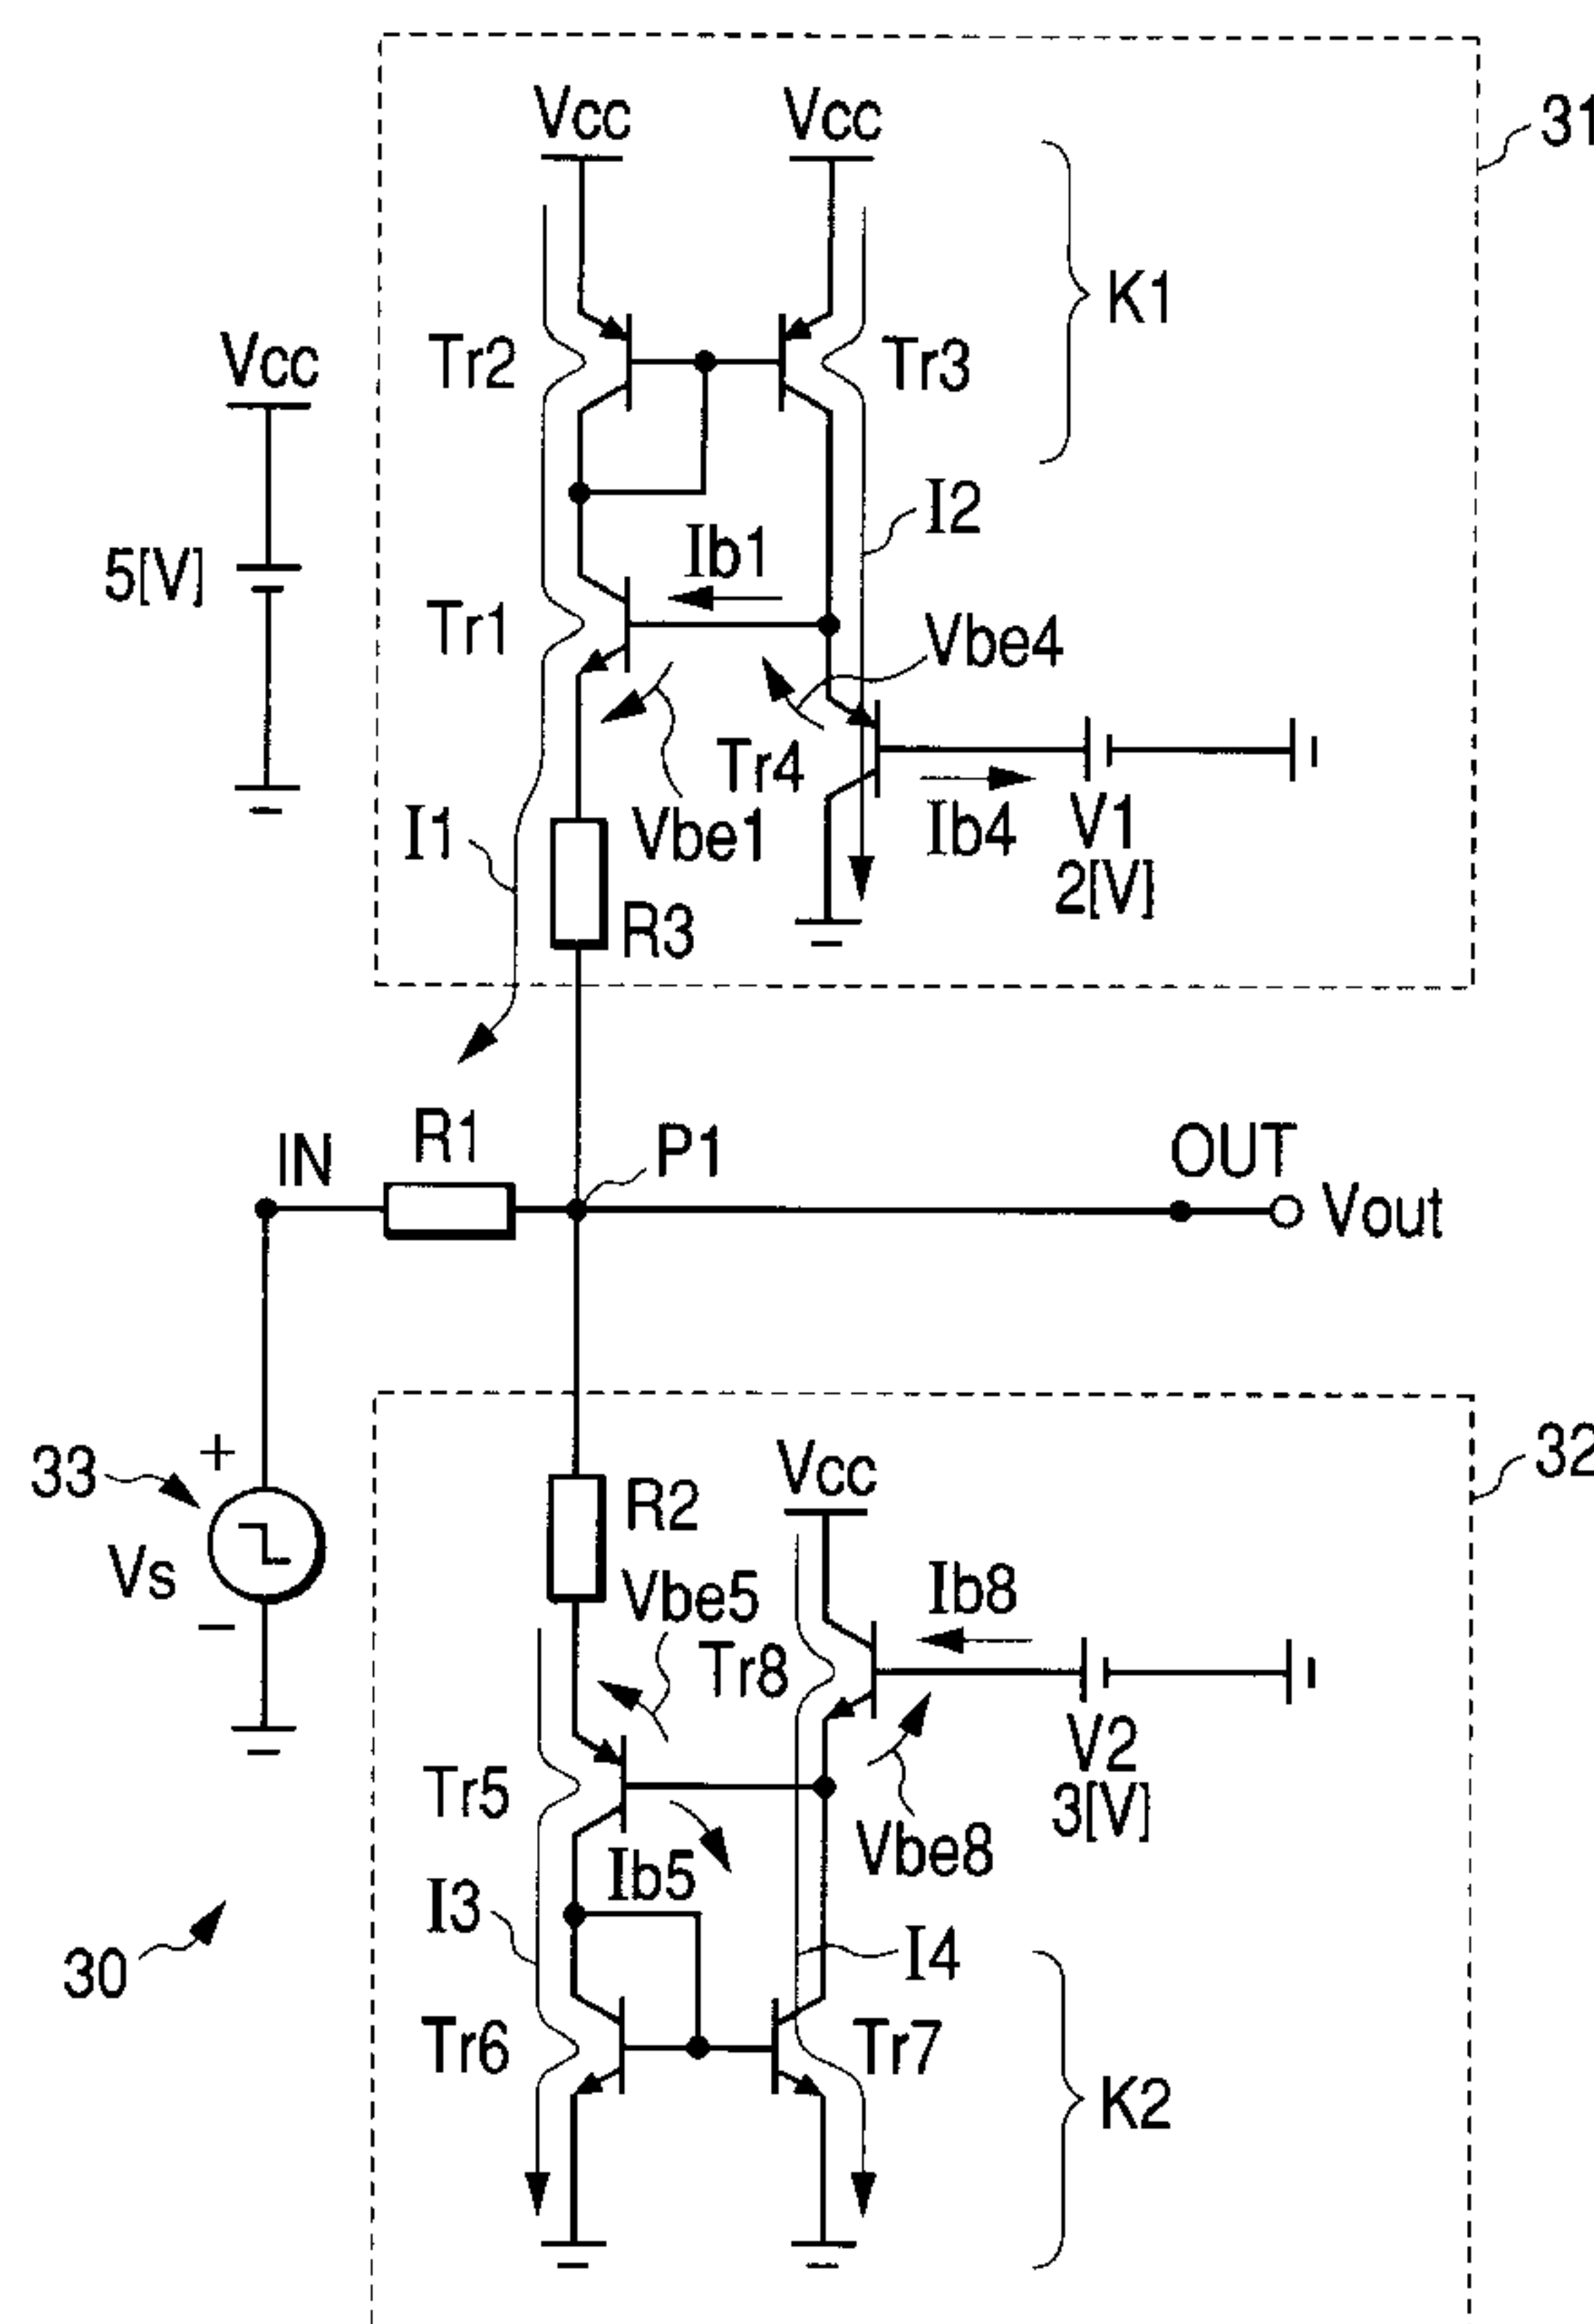 Vcc Vcc
31
K1
Vcc
Tr2 Tr3
5[V]
I2
Ib1
Tr1
Vbe4
Tr4
I1
Vbe1
Ib4
V1
2[V]
R3
IN
R1
P1
OUT
Vout
33
+
Vs
−
Vcc
32
R2
Vbe5
Tr8
Ib8
V2
3[V]
Tr5
Vbe8
Ib5
I3
I4
30
Tr6 Tr7
K2